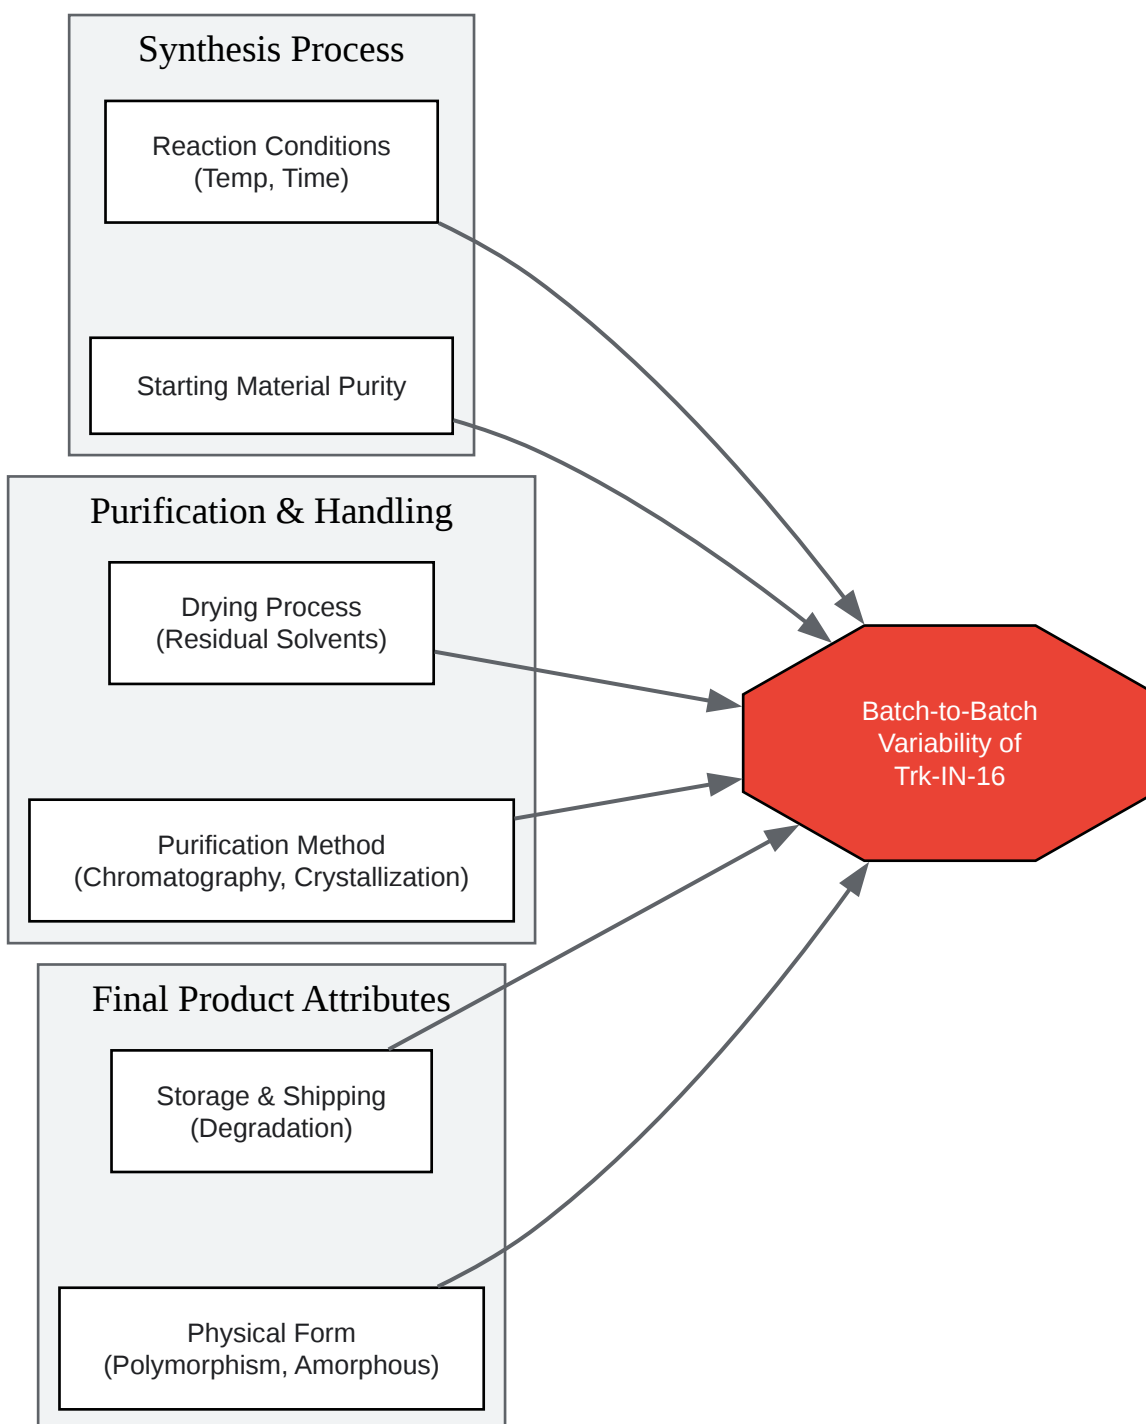 Synthesis Process
Reaction Conditions
(Temp, Time)
Starting Material Purity
Purification & Handling
Drying Process
(Residual Solvents)
Purification Method
(Chromatography, Crystallization)
Final Product Attributes
Storage & Shipping
(Degradation)
Physical Form
(Polymorphism, Amorphous)
Batch-to-Batch
Variability of
Trk-IN-16